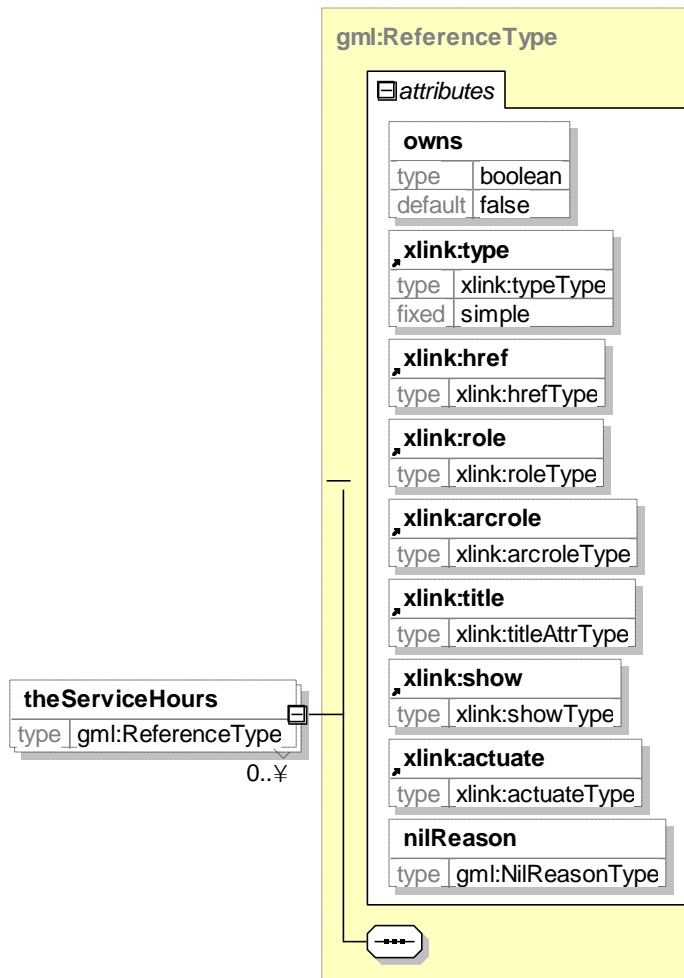 gml:ReferenceType
attributes
owns
type boolean
default false
xlink:type
type xlink:typeType
fixed simple
xlink:href
type xlink:hrefType
xlink:role
type xlink:roleType
xlink:arcrole
type xlink:arcroleType
xlink:title
type xlink:titleAttrType
xlink:show
type xlink:showType
theServiceHours
type gml:ReferenceType
0..¥
xlink:actuate
type xlink:actuateType
nilReason
type gml:NilReasonType